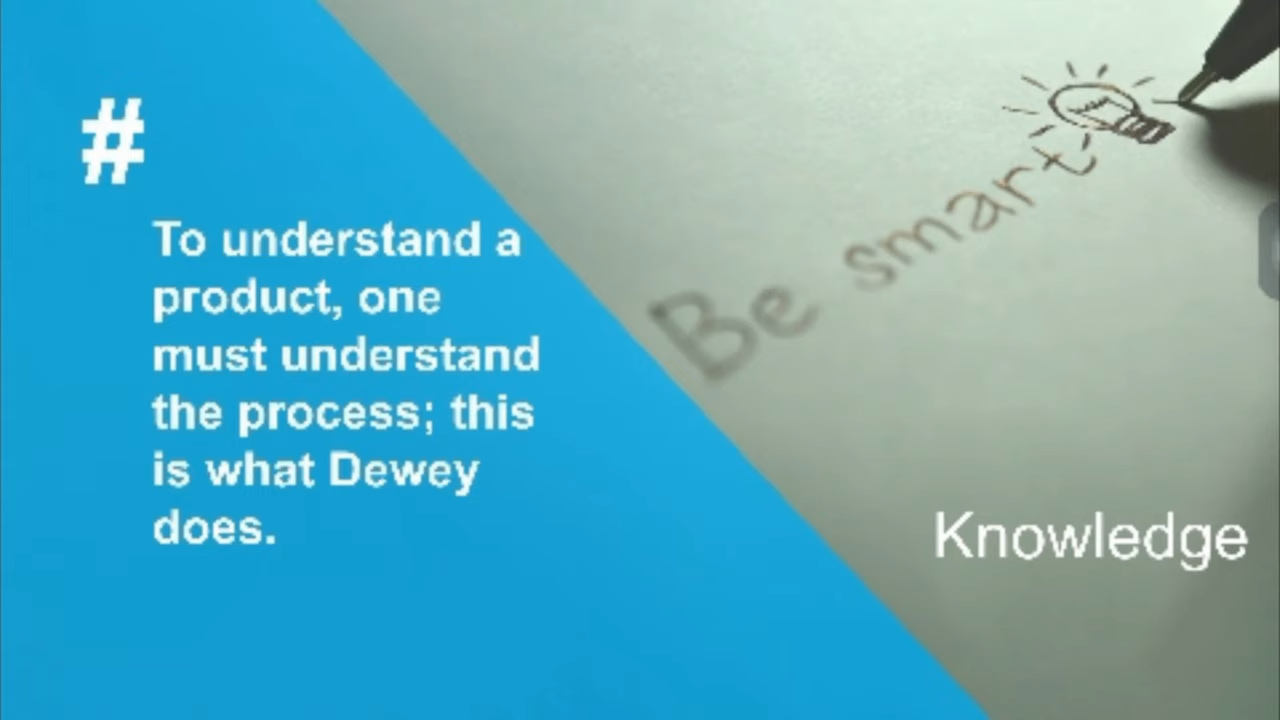 #
To understand a
product, one
must understand
the process; this
is what Dewey
does.
Be smart
Knowledge